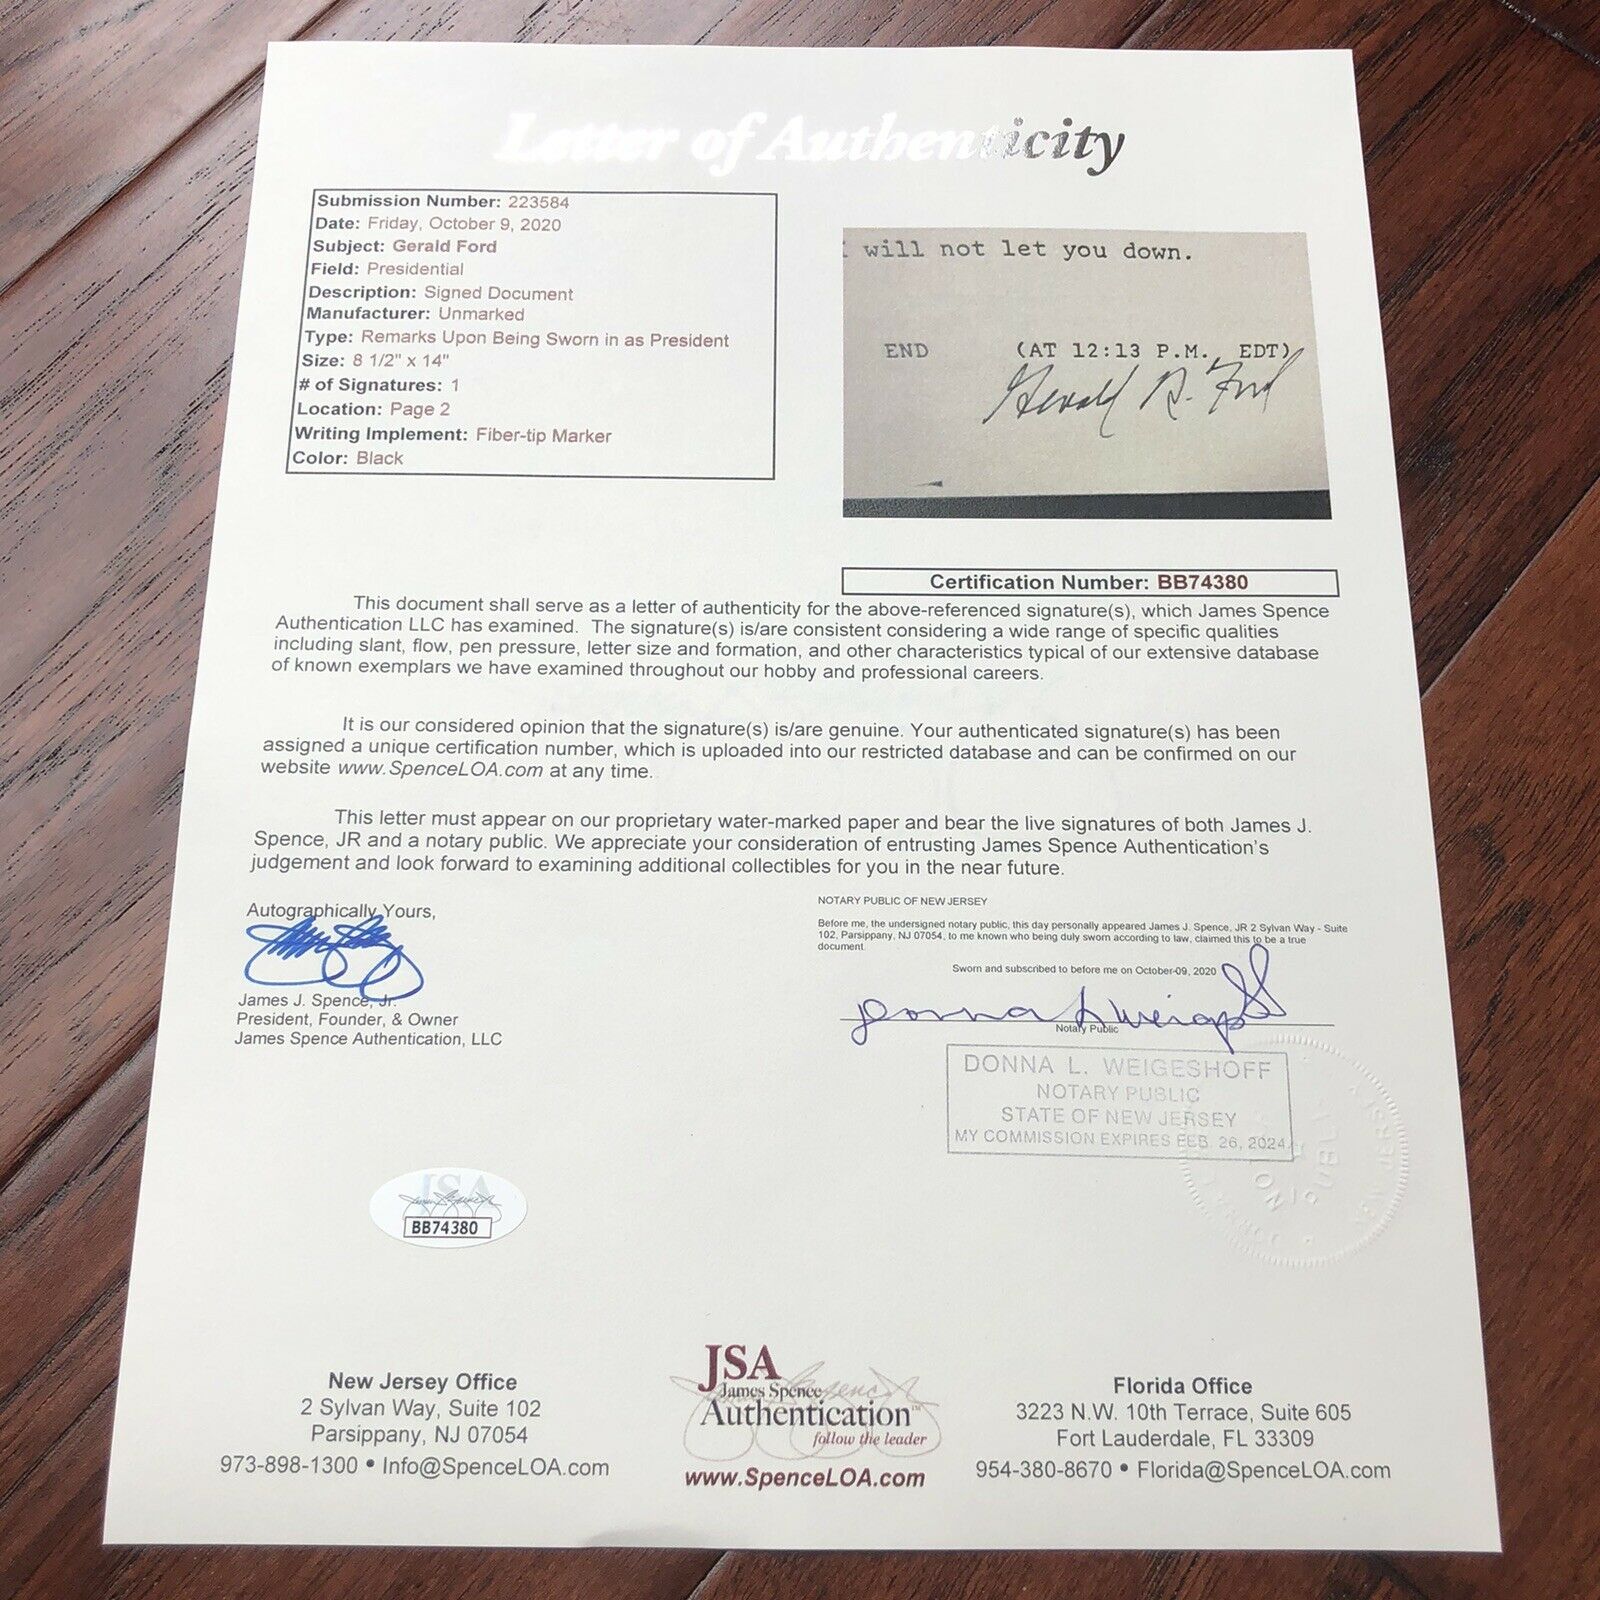 Letter of Authenticity
Submission Number: 223584
Date: Friday, October 9, 2020
Subject: Gerald Ford
Field: Presidential
Description: Signed Document
Manufacturer: Unmarked
Type: Remarks Upon Being Sworn in as President
Size: 8 1/2" x 14"
# of Signatures: 1
Location: Page 2
Writing Implement: Fiber-tip Marker
Color: Black
I will not let you down.
END (AT 12:13 P.M. EDT)
Gerald R. Ford
Certification Number: BB74380
This document shall serve as a letter of authenticity for the above-referenced signature(s), which James Spence
Authentication LLC has examined. The signature(s) is/are consistent considering a wide range of specific qualities
including slant, flow, pen pressure, letter size and formation, and other characteristics typical of our extensive database
of known exemplars we have examined throughout our hobby and professional careers.
It is our considered opinion that the signature(s) is/are genuine. Your authenticated signature(s) has been
assigned a unique certification number, which is uploaded into our restricted database and can be confirmed on our
website www.SpenceLOA.com at any time.
This letter must appear on our proprietary water-marked paper and bear the live signatures of both James J.
Spence, JR and a notary public. We appreciate your consideration of entrusting James Spence Authentication's
judgement and look forward to examining additional collectibles for you in the near future.
Autographically Yours,
James J. Spence, Jr.
President, Founder, & Owner
James Spence Authentication, LLC
NOTARY PUBLIC OF NEW JERSEY
Before me, the undersigned notary public, this day personally appeared James J. Spence, JR 2 Sylvan Way - Suite
102, Parsippany, NJ 07054, to me known who being duly sworn according to law, claimed this to be a true
document.
Sworn and subscribed to before me on October-09, 2020
Donna L Weigeshoff
Notary Public
DONNA L. WEIGESHOFF
NOTARY PUBLIC
STATE OF NEW JERSEY
MY COMMISSION EXPIRES FEB. 26, 2024
JSA
BB74380
New Jersey Office
2 Sylvan Way, Suite 102
Parsippany, NJ 07054
973-898-1300 • Info@SpenceLOA.com
JSA
James Spence
Authentication™
follow the leader
www.SpenceLOA.com
Florida Office
3223 N.W. 10th Terrace, Suite 605
Fort Lauderdale, FL 33309
954-380-8670 • Florida@SpenceLOA.com